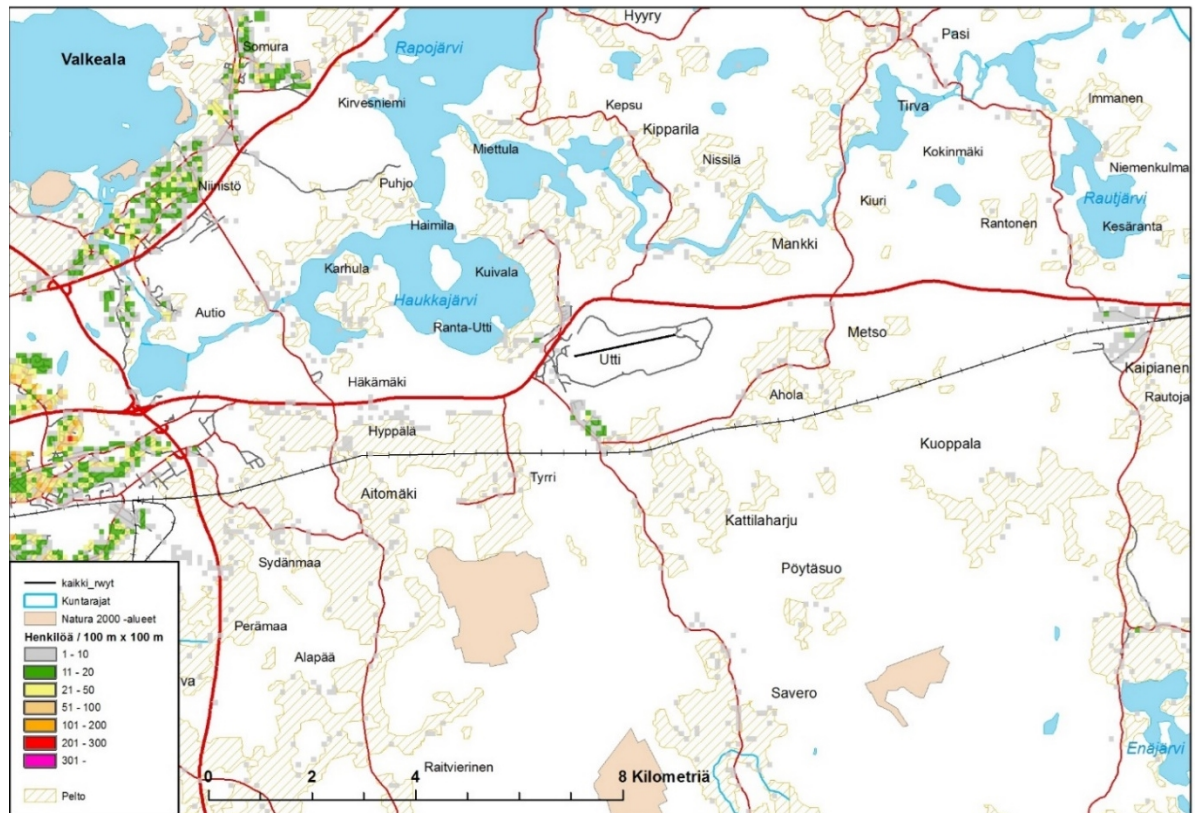 Hyyry
Pasi
Somura
Rapojärvi
Valkeala
Kirvesniemi
Kepsu
Tirva
Immanen
Kipparila
Miettula
Nissilä
Kokinmäki
Niemenkulma
Niinistö
Puhjo
Kiuri
Rautjärvi
Haimila
Rantonen
Kesäranta
Mankki
Karhula
Kuivala
Haukkajärvi
Autio
Ranta-Utti
Metso
Utti
Kaipianen
Häkämäki
Ahola
Rautoja
Hyppälä
Kuoppala
Tyrri
Aitomäki
Kattilaharju
Sydänmaa
Pöytäsuo
Perämaa
Alapää
va
Savero
Enäjärvi
Raitvierinen
0 2 4 8 Kilometriä
kaikki_rwyt
Kuntarajat
Natura 2000 -alueet
Henkilöä / 100 m x 100 m
1 - 10
11 - 20
21 - 50
51 - 100
101 - 200
201 - 300
301 -
Pelto